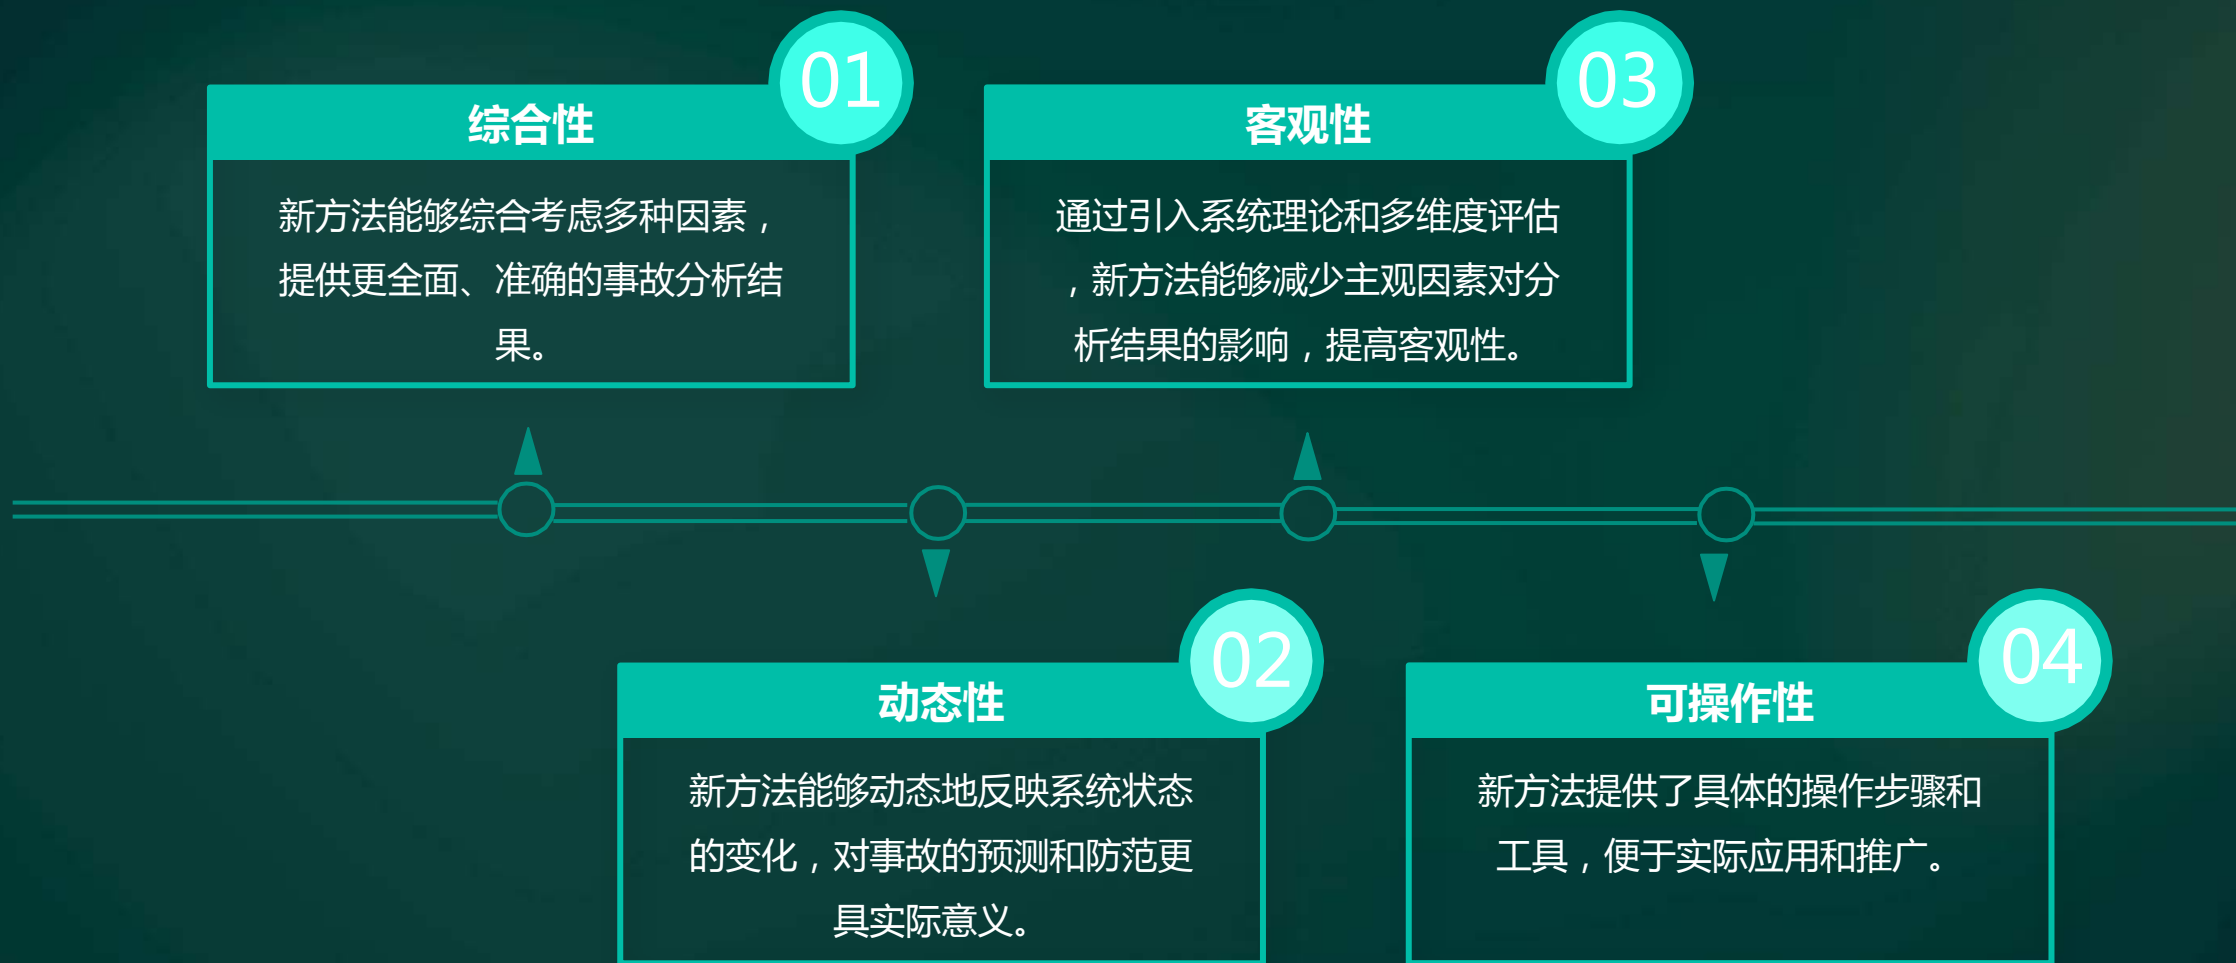 01
综合性
新方法能够综合考虑多种因素，
提供更全面、准确的事故分析结
果。
03
客观性
通过引入系统理论和多维度评估
，新方法能够减少主观因素对分
析结果的影响，提高客观性。
02
动态性
新方法能够动态地反映系统状态
的变化，对事故的预测和防范更
具实际意义。
04
可操作性
新方法提供了具体的操作步骤和
工具，便于实际应用和推广。